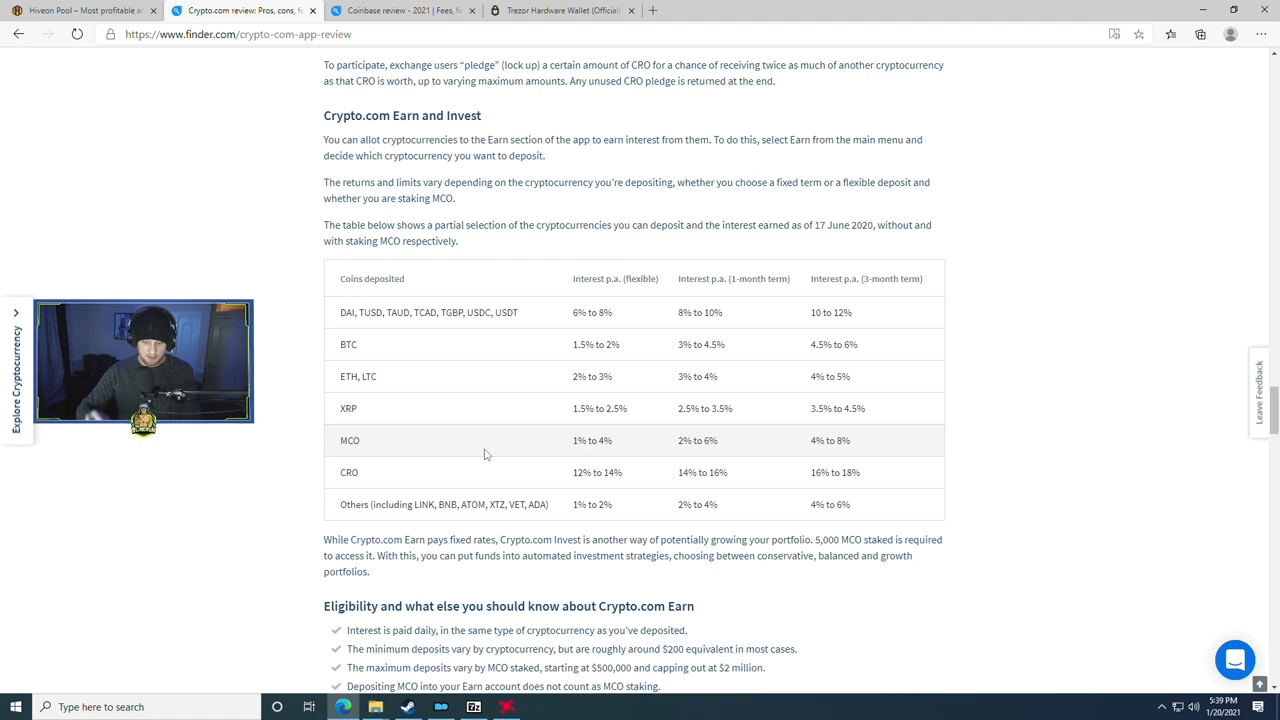 Hiveon Pool – Most profitable a
Crypto.com review: Pros, cons, fe
Coinbase review - 2021 | Fees, f
Trezor Hardware Wallet (Official)
https://www.finder.com/crypto-com-app-review
To participate, exchange users “pledge” (lock up) a certain amount of CRO for a chance of receiving twice as much of another cryptocurrency
as that CRO is worth, up to varying maximum amounts. Any unused CRO pledge is returned at the end.
Crypto.com Earn and Invest
You can allot cryptocurrencies to the Earn section of the app to earn interest from them. To do this, select Earn from the main menu and
decide which cryptocurrency you want to deposit.
The returns and limits vary depending on the cryptocurrency you’re depositing, whether you choose a fixed term or a flexible deposit and
whether you are staking MCO.
The table below shows a partial selection of the cryptocurrencies you can deposit and the interest earned as of 17 June 2020, without and
with staking MCO respectively.
Coins deposited Interest p.a. (flexible) Interest p.a. (1-month term) Interest p.a. (3-month term)
DAI, TUSD, TAUD, TCAD, TGBP, USDC, USDT 6% to 8% 8% to 10% 10 to 12%
BTC 1.5% to 2% 3% to 4.5% 4.5% to 6%
ETH, LTC 2% to 3% 3% to 4% 4% to 5%
XRP 1.5% to 2.5% 2.5% to 3.5% 3.5% to 4.5%
MCO 1% to 4% 2% to 6% 4% to 8%
CRO 12% to 14% 14% to 16% 16% to 18%
Others (including LINK, BNB, ATOM, XTZ, VET, ADA) 1% to 2% 2% to 4% 4% to 6%
While Crypto.com Earn pays fixed rates, Crypto.com Invest is another way of potentially growing your portfolio. 5,000 MCO staked is required
to access it. With this, you can put funds into automated investment strategies, choosing between conservative, balanced and growth
portfolios.
Eligibility and what else you should know about Crypto.com Earn
Interest is paid daily, in the same type of cryptocurrency as you’ve deposited.
The minimum deposits vary by cryptocurrency, but are roughly around $200 equivalent in most cases.
The maximum deposits vary by MCO staked, starting at $500,000 and capping out at $2 million.
Depositing MCO into your Earn account does not count as MCO staking.
Explore Cryptocurrency
Leave Feedback
Type here to search
5:39 PM
1/20/2021